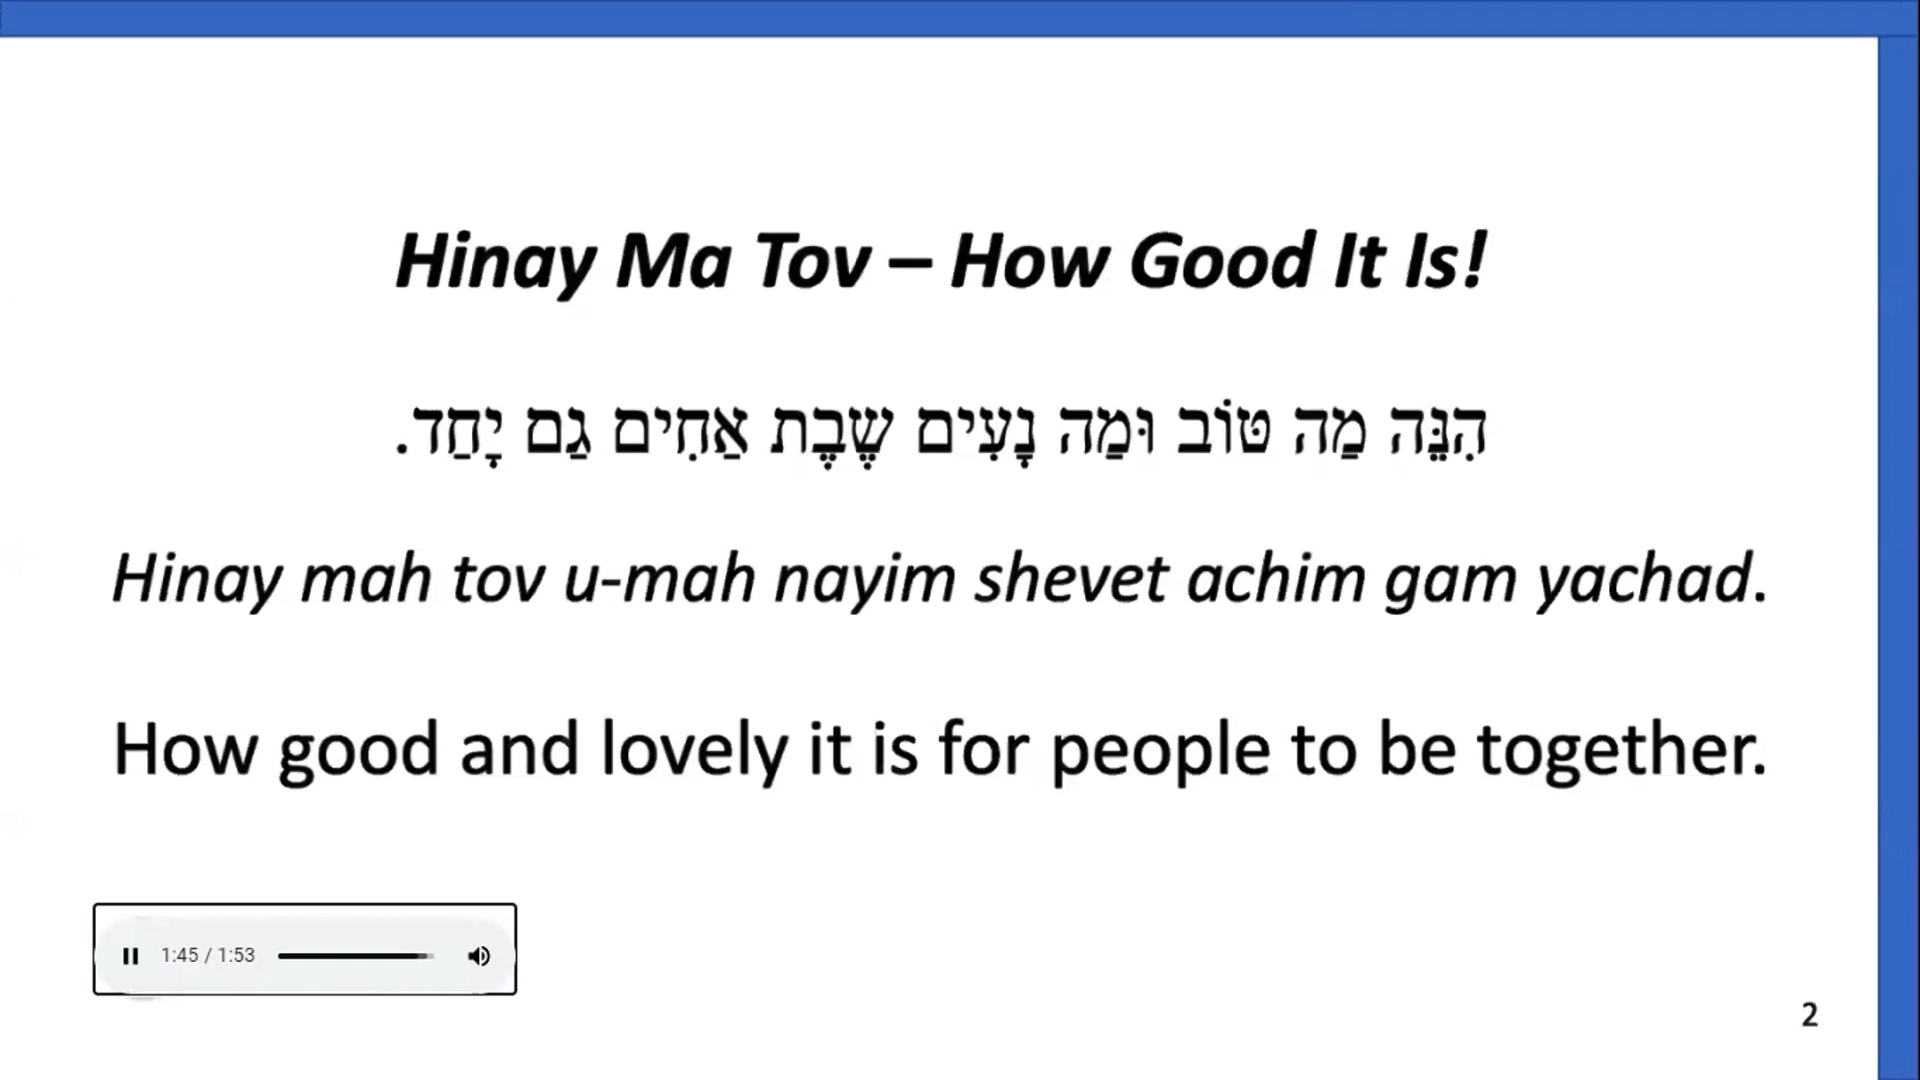 Hinay Ma Tov – How Good It Is!
הִנֵּה מַה טּוֹב וּמַה נָּעִים שֶׁבֶת אַחִים גַּם יָחַד.
Hinay mah tov u-mah nayim shevet achim gam yachad.
How good and lovely it is for people to be together.
1:45 / 1:53
2